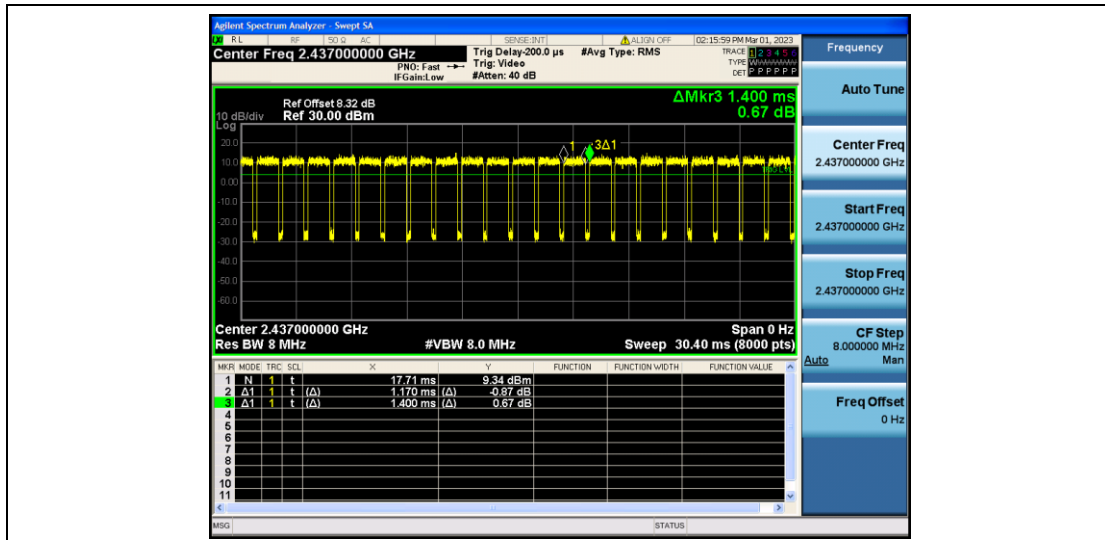 Agilent Spectrum Analyzer - Swept SA
RL RF 50 Ω AC SENSE:INT ALIGN OFF 02:15:59 PM Mar 01, 2023
Center Freq 2.437000000 GHz
PNO: Fast
IFGain:Low
Trig Delay-200.0 µs
Trig: Video
#Atten: 40 dB
#Avg Type: RMS
TRACE 1 2 3 4 5 6
TYPE
DET P P P P P P
Frequency
Auto Tune
Center Freq
2.437000000 GHz
Start Freq
2.437000000 GHz
Stop Freq
2.437000000 GHz
CF Step
8.000000 MHz
Auto Man
Freq Offset
0 Hz
ΔMkr3 1.400 ms
0.67 dB
Ref Offset 8.32 dB
10 dB/div Ref 30.00 dBm
Log
20.0
10.0
0.00
-10.0
-20.0
-30.0
-40.0
-50.0
-60.0
1
3Δ1
Center 2.437000000 GHz Span 0 Hz
Res BW 8 MHz #VBW 8.0 MHz Sweep 30.40 ms (8000 pts)
MKR MODE TRC SCL X Y FUNCTION FUNCTION WIDTH FUNCTION VALUE
1 N 1 t 17.71 ms 9.34 dBm
2 Δ1 1 t (Δ) 1.170 ms (Δ) -0.87 dB
3 Δ1 1 t (Δ) 1.400 ms (Δ) 0.67 dB
4
5
6
7
8
9
10
11
MSG STATUS